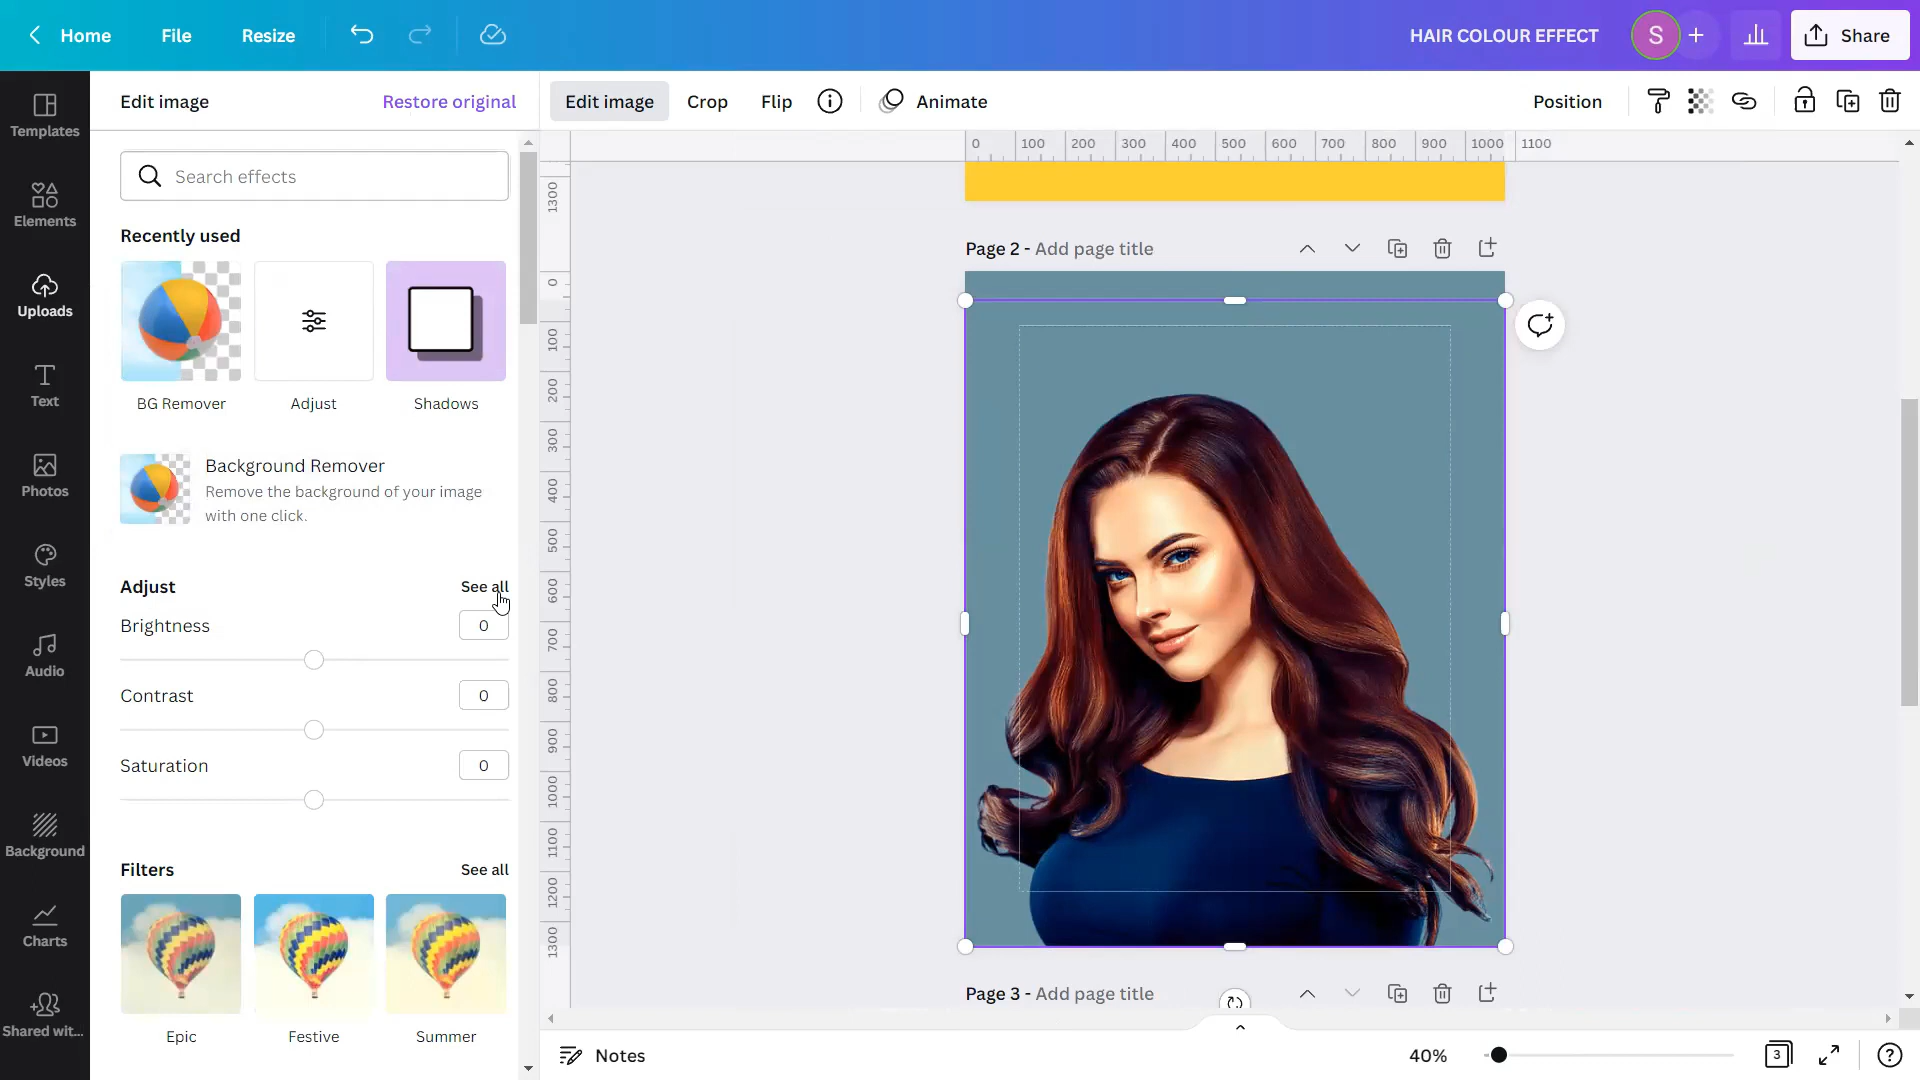 Home File Resize HAIR COLOUR EFFECT S Share
Edit image Restore original Edit image Crop Flip Animate Position
Templates
Elements
Uploads
Text
Photos
Styles
Audio
Videos
Background
Charts
Shared wit...
Search effects
Recently used
BG Remover Adjust Shadows
Background Remover
Remove the background of your image
with one click.
Adjust See all
Brightness 0
Contrast 0
Saturation 0
Filters See all
Epic Festive Summer
0 100 200 300 400 500 600 700 800 900 1000 1100
1300
0
100
200
300
400
500
600
700
800
900
1000
1100
1200
1300
Page 2 - Add page title
Page 3 - Add page title
Notes 40% 3 ?